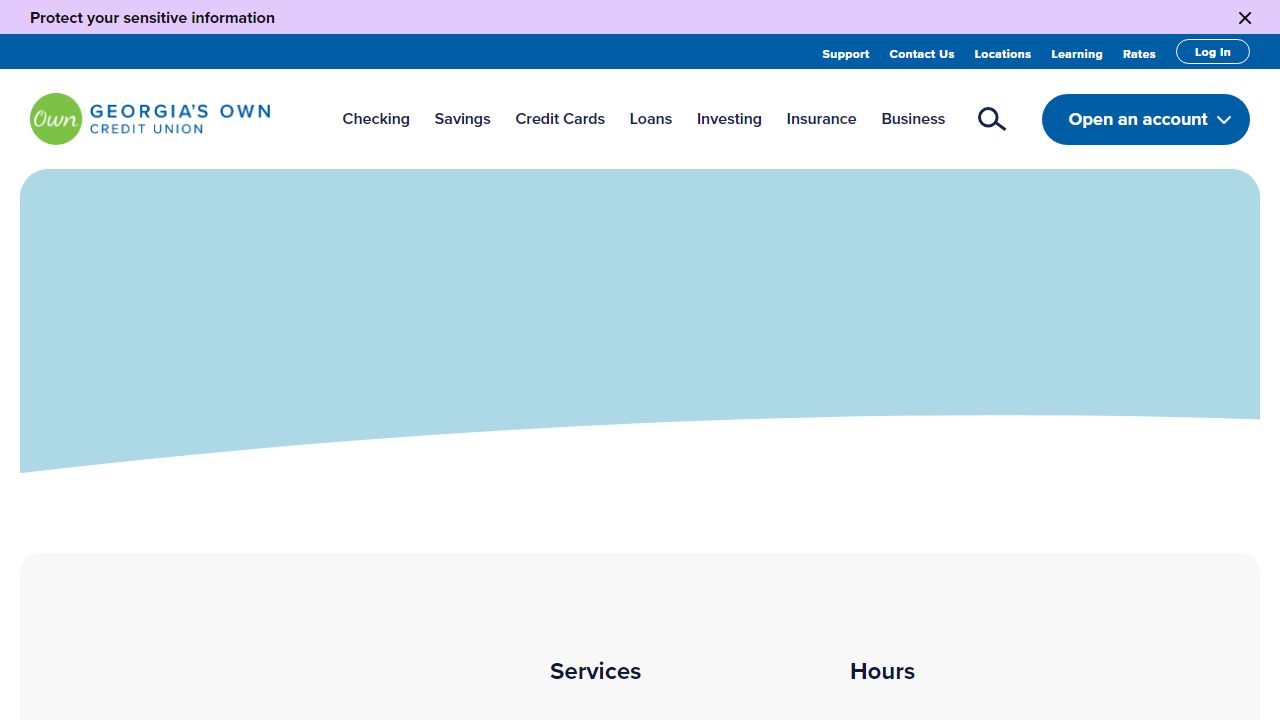 Protect your sensitive information
Support Contact Us Locations Learning Rates Log In
Own GEORGIA'S OWN
CREDIT UNION
Checking Savings Credit Cards Loans Investing Insurance Business Open an account
Services Hours